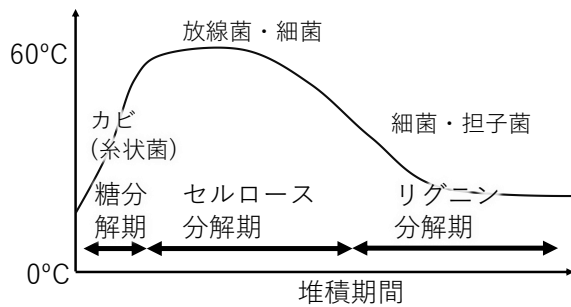 放線菌・細菌
60℃
カビ
(糸状菌)
細菌・担子菌
糖分
解期
セルロース
分解期
リグニン
分解期
0℃
堆積期間